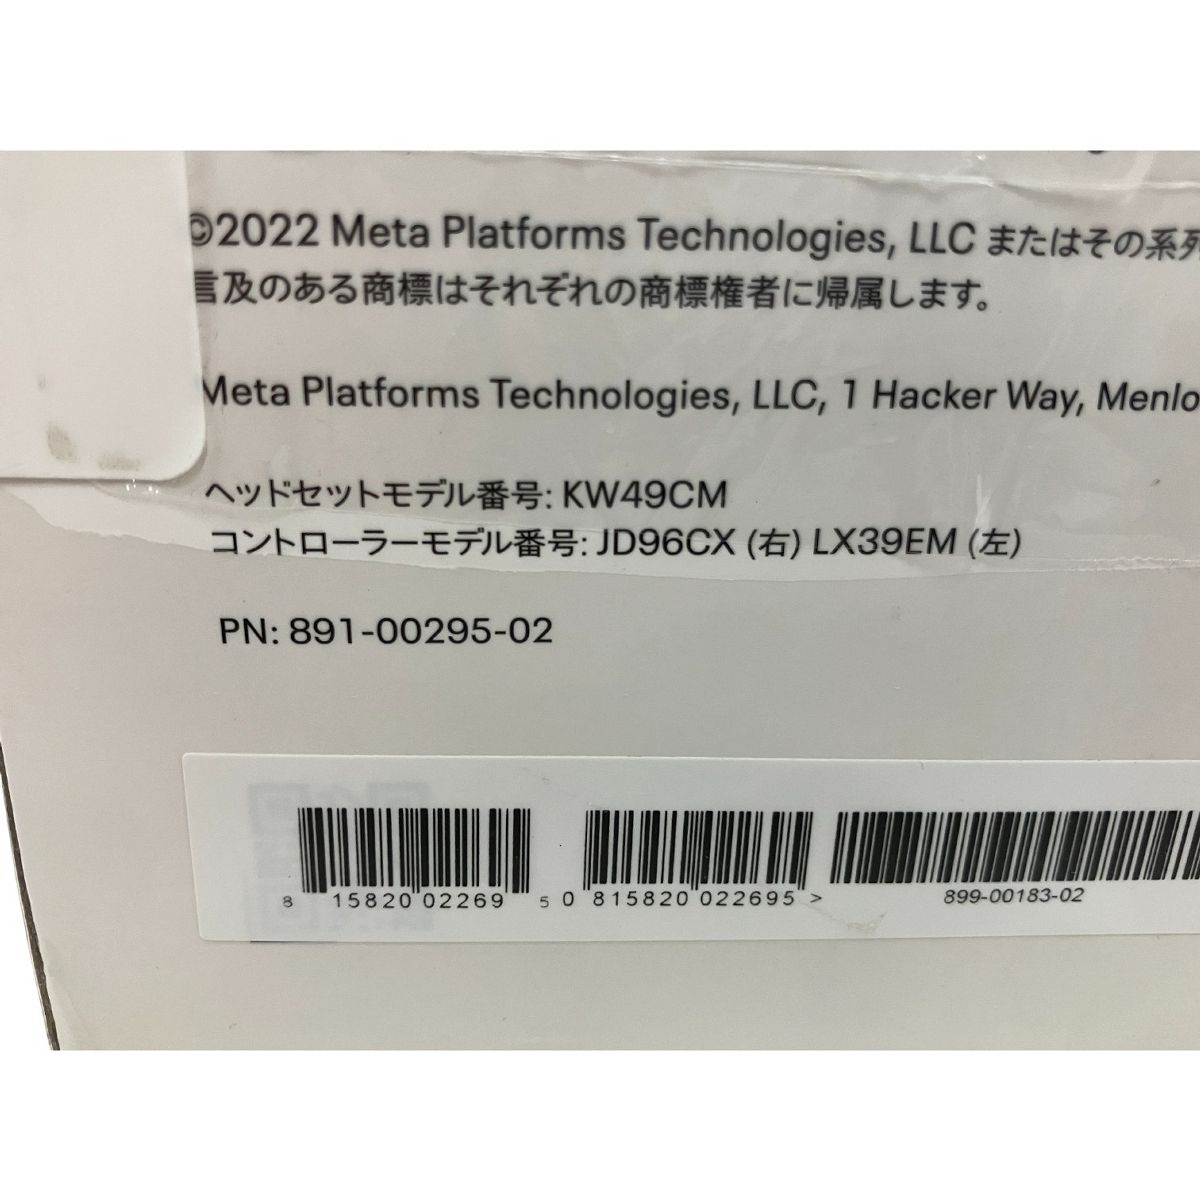 ©2022 Meta Platforms Technologies, LLC またはその系列
言及のある商標はそれぞれの商標権者に帰属します。
Meta Platforms Technologies, LLC, 1 Hacker Way, Menlo
ヘッドセットモデル番号: KW49CM
コントローラーモデル番号: JD96CX (右) LX39EM (左)
PN: 891-00295-02
8 15820 02269 5 0 815820 022695 >
899-00183-02